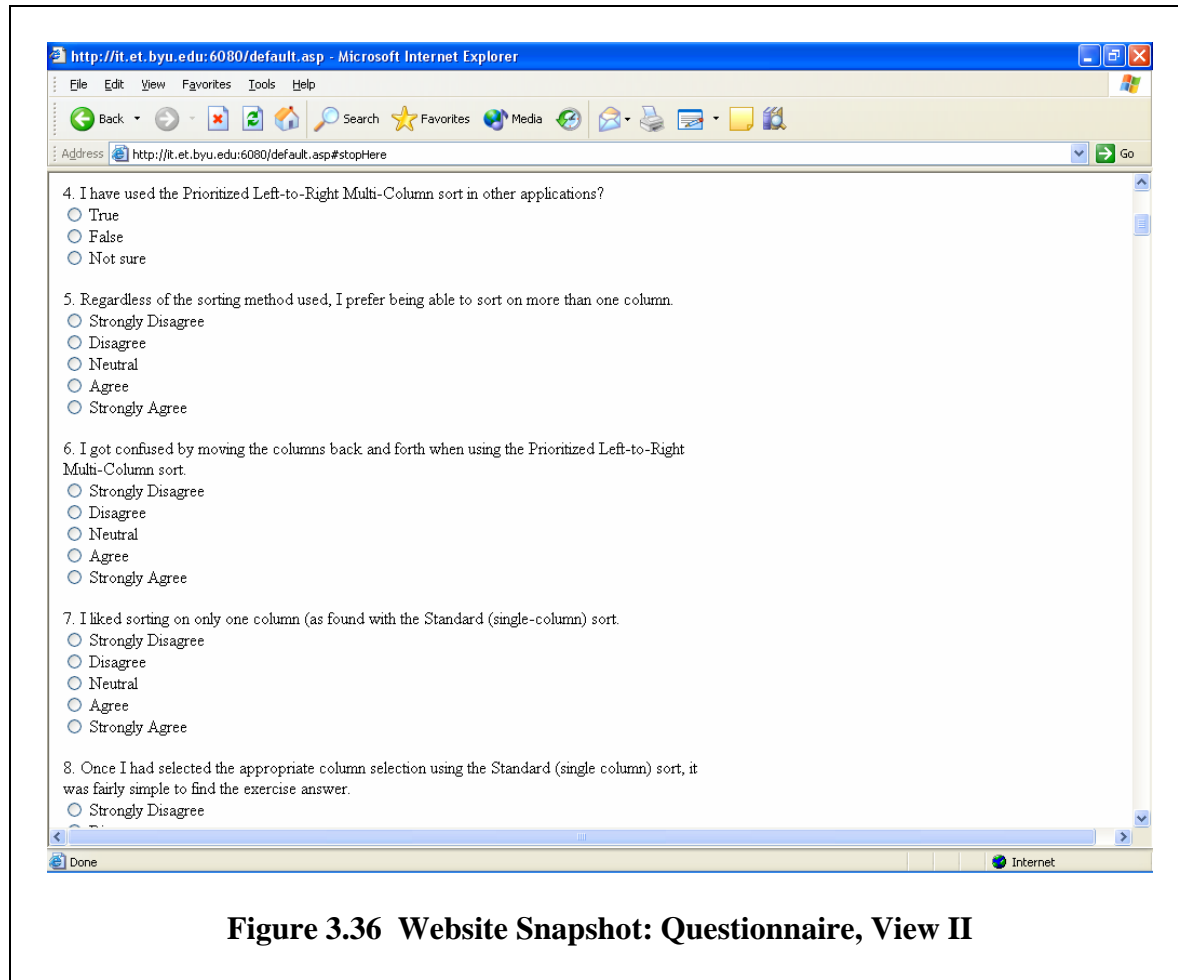 http://it.et.byu.edu:6080/default.asp - Microsoft Internet Explorer
File Edit View Favorites Tools Help
Back Search Favorites Media
Address http://it.et.byu.edu:6080/default.asp#stopHere Go
4. I have used the Prioritized Left-to-Right Multi-Column sort in other applications?
True
False
Not sure
5. Regardless of the sorting method used, I prefer being able to sort on more than one column.
Strongly Disagree
Disagree
Neutral
Agree
Strongly Agree
6. I got confused by moving the columns back and forth when using the Prioritized Left-to-Right
Multi-Column sort.
Strongly Disagree
Disagree
Neutral
Agree
Strongly Agree
7. I liked sorting on only one column (as found with the Standard (single-column) sort.
Strongly Disagree
Disagree
Neutral
Agree
Strongly Agree
8. Once I had selected the appropriate column selection using the Standard (single column) sort, it
was fairly simple to find the exercise answer.
Strongly Disagree
Done Internet
Figure 3.36 Website Snapshot: Questionnaire, View II